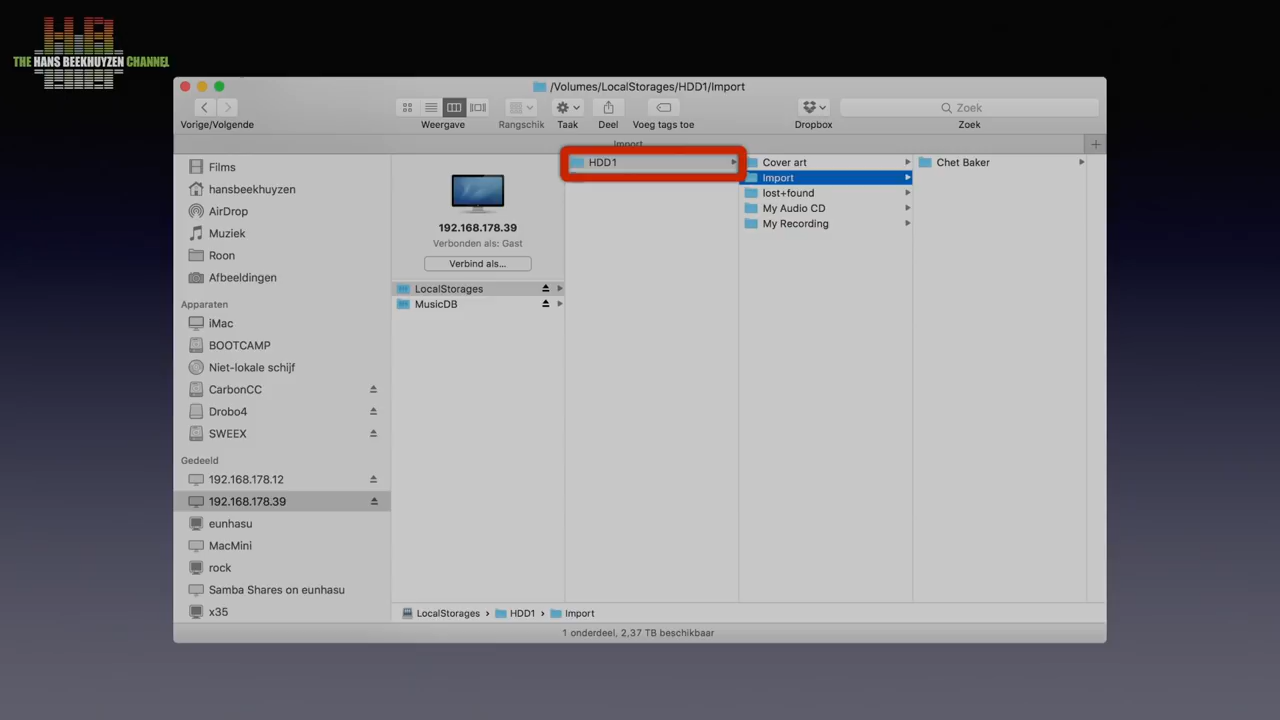 THE HANS BEEKHUYZEN CHANNEL
/Volumes/LocalStorages/HDD1/Import
Zoek
Vorige/Volgende
Weergave
Rangschik
Taak
Deel
Voeg tags toe
Dropbox
Zoek
Import
Films
hansbeekhuyzen
AirDrop
Muziek
Roon
Afbeeldingen
Apparaten
iMac
BOOTCAMP
Niet-lokale schijf
CarbonCC
Drobo4
SWEEX
Gedeeld
192.168.178.12
192.168.178.39
eunhasu
MacMini
rock
Samba Shares on eunhasu
x35
192.168.178.39
Verbonden als: Gast
Verbind als...
LocalStorages
MusicDB
HDD1
Cover art
Import
lost+found
My Audio CD
My Recording
Chet Baker
LocalStorages › HDD1 › Import
1 onderdeel, 2,37 TB beschikbaar